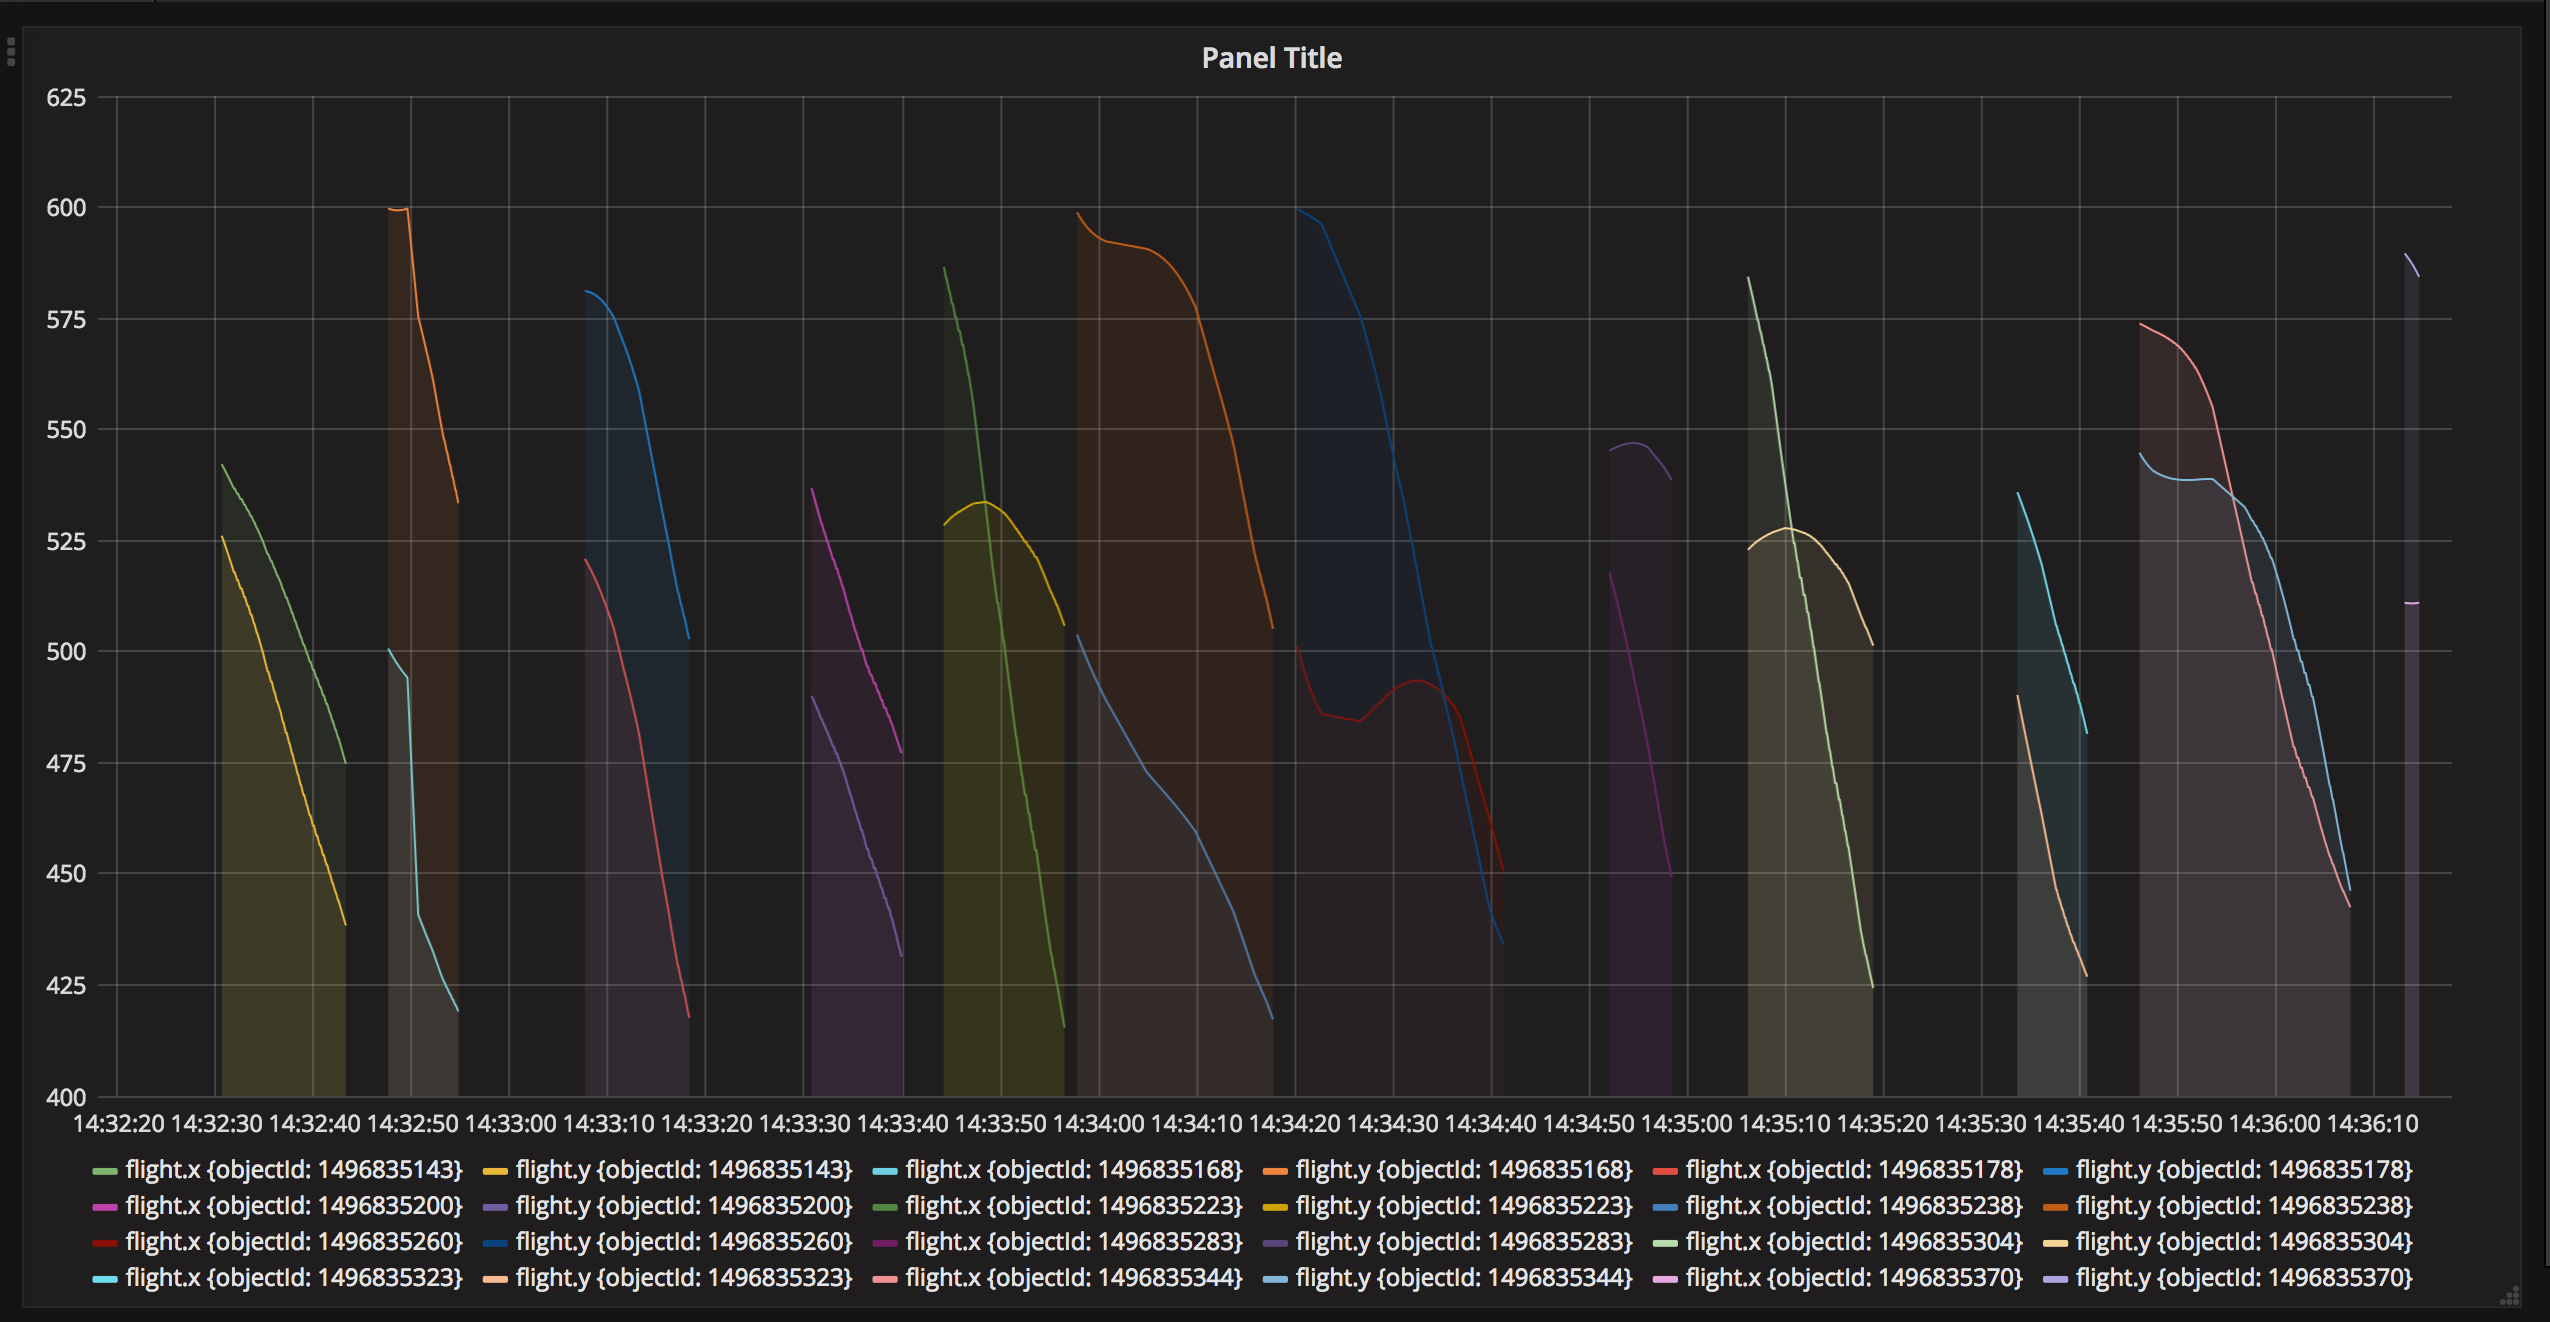 Panel Title
625
600
575
550
525
500
475
450
425
400
14:32:20 14:32:30 14:32:40 14:32:50 14:33:00 14:33:10 14:33:20 14:33:30 14:33:40 14:33:50 14:34:00 14:34:10 14:34:20 14:34:30 14:34:40 14:34:50 14:35:00 14:35:10 14:35:20 14:35:30 14:35:40 14:35:50 14:36:00 14:36:10
flight.x {objectId: 1496835143} flight.y {objectId: 1496835143} flight.x {objectId: 1496835168} flight.y {objectId: 1496835168} flight.x {objectId: 1496835178} flight.y {objectId: 1496835178}
flight.x {objectId: 1496835200} flight.y {objectId: 1496835200} flight.x {objectId: 1496835223} flight.y {objectId: 1496835223} flight.x {objectId: 1496835238} flight.y {objectId: 1496835238}
flight.x {objectId: 1496835260} flight.y {objectId: 1496835260} flight.x {objectId: 1496835283} flight.y {objectId: 1496835283} flight.x {objectId: 1496835304} flight.y {objectId: 1496835304}
flight.x {objectId: 1496835323} flight.y {objectId: 1496835323} flight.x {objectId: 1496835344} flight.y {objectId: 1496835344} flight.x {objectId: 1496835370} flight.y {objectId: 1496835370}